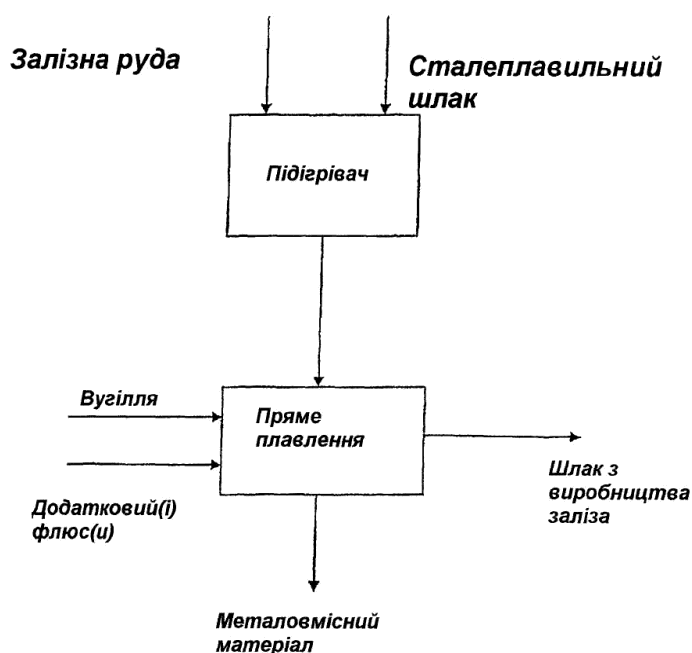 Залізна руда
Сталеплавильний
шлак
Підігрівач
Вугілля
Пряме
плавлення
Додатковий(і)
флюс(и)
Шлак з
виробництва
заліза
Металовмісний
матеріал